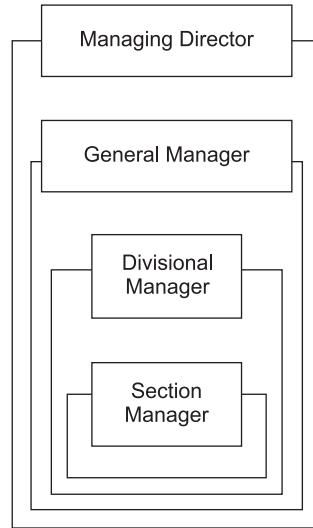 Managing Director
General Manager
Divisional
Manager
Section
Manager